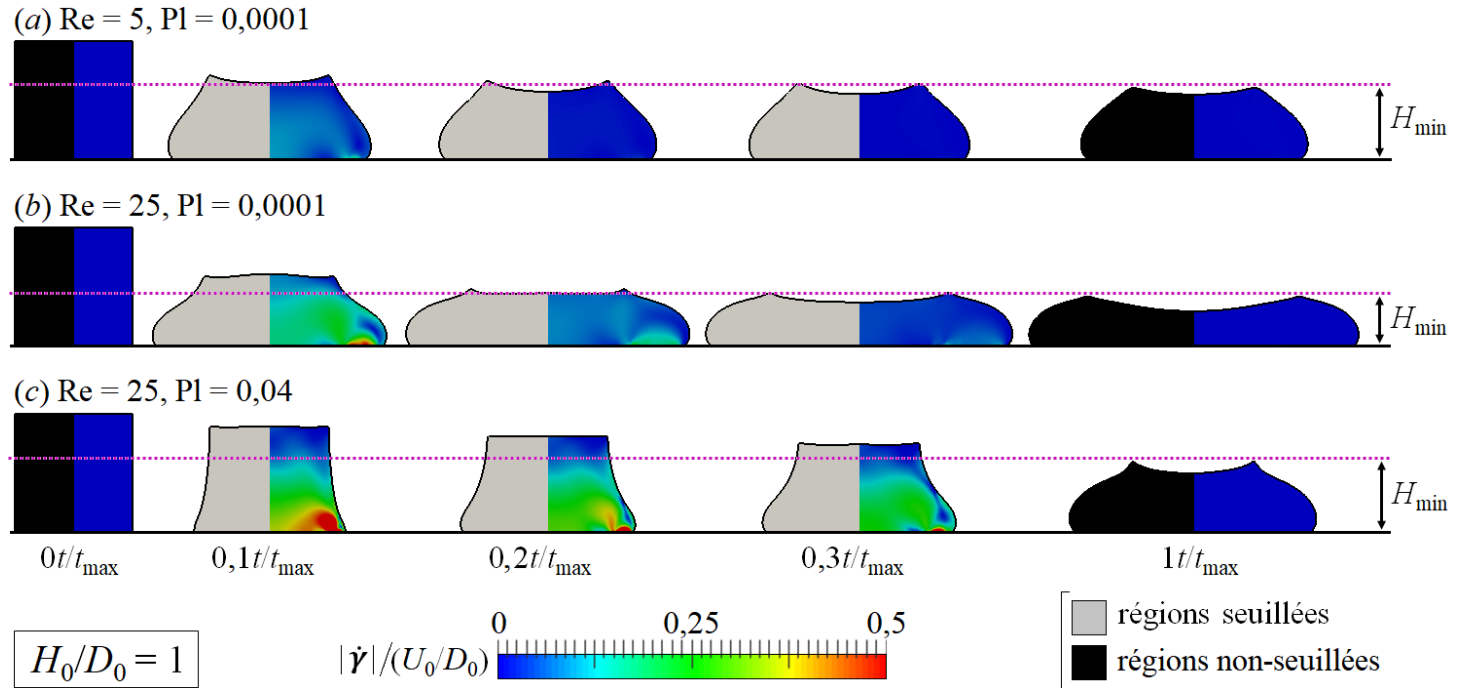 (a) Re = 5, Pl = 0,0001
H_min
(b) Re = 25, Pl = 0,0001
H_min
(c) Re = 25, Pl = 0,04
H_min
0t/t_max 0,1t/t_max 0,2t/t_max 0,3t/t_max 1t/t_max
H_0/D_0 = 1
|γ̇|/(U_0/D_0)
0 0,25 0,5
régions seuillées
régions non-seuillées